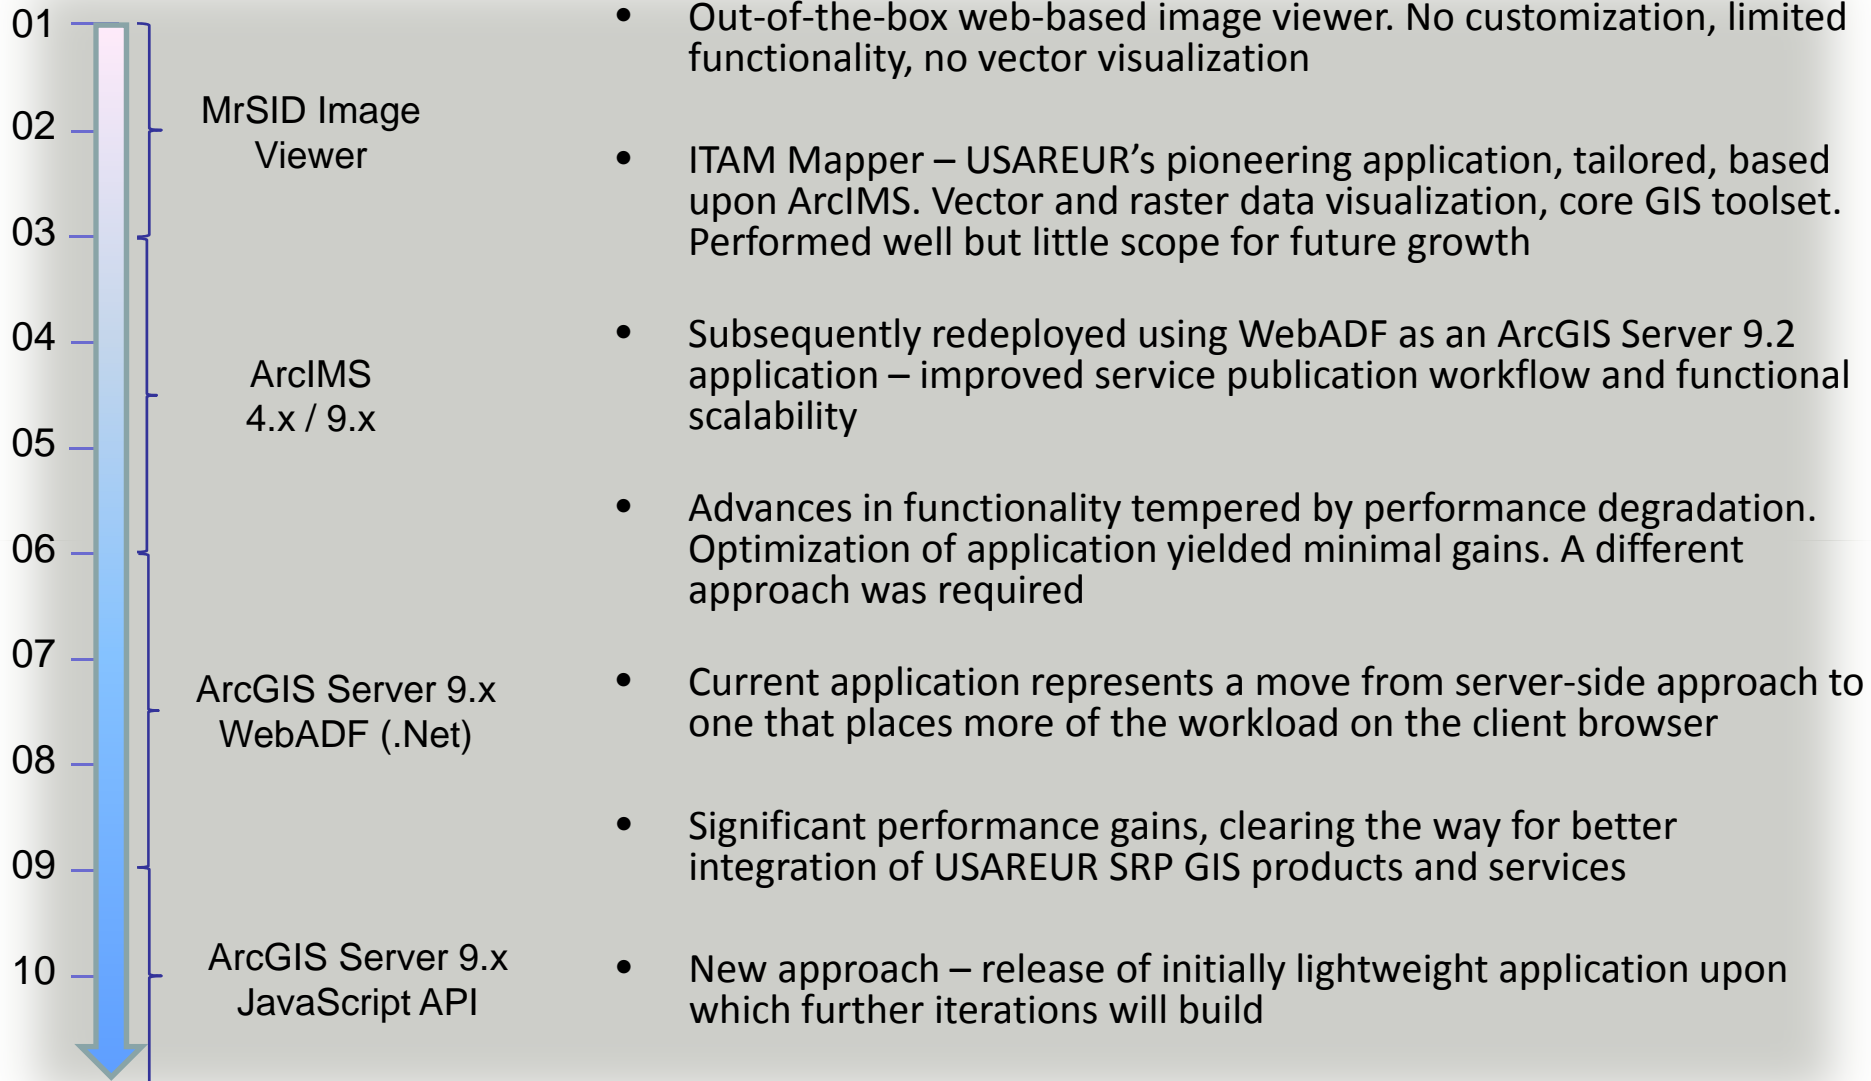 01
02
03
04
05
06
07
08
09
10
MrSID Image
Viewer
ArcIMS
4.x / 9.x
ArcGIS Server 9.x
WebADF (.Net)
ArcGIS Server 9.x
JavaScript API
• Out-of-the-box web-based image viewer. No customization, limited
functionality, no vector visualization
• ITAM Mapper – USAREUR’s pioneering application, tailored, based
upon ArcIMS. Vector and raster data visualization, core GIS toolset.
Performed well but little scope for future growth
• Subsequently redeployed using WebADF as an ArcGIS Server 9.2
application – improved service publication workflow and functional
scalability
• Advances in functionality tempered by performance degradation.
Optimization of application yielded minimal gains. A different
approach was required
• Current application represents a move from server-side approach to
one that places more of the workload on the client browser
• Significant performance gains, clearing the way for better
integration of USAREUR SRP GIS products and services
• New approach – release of initially lightweight application upon
which further iterations will build